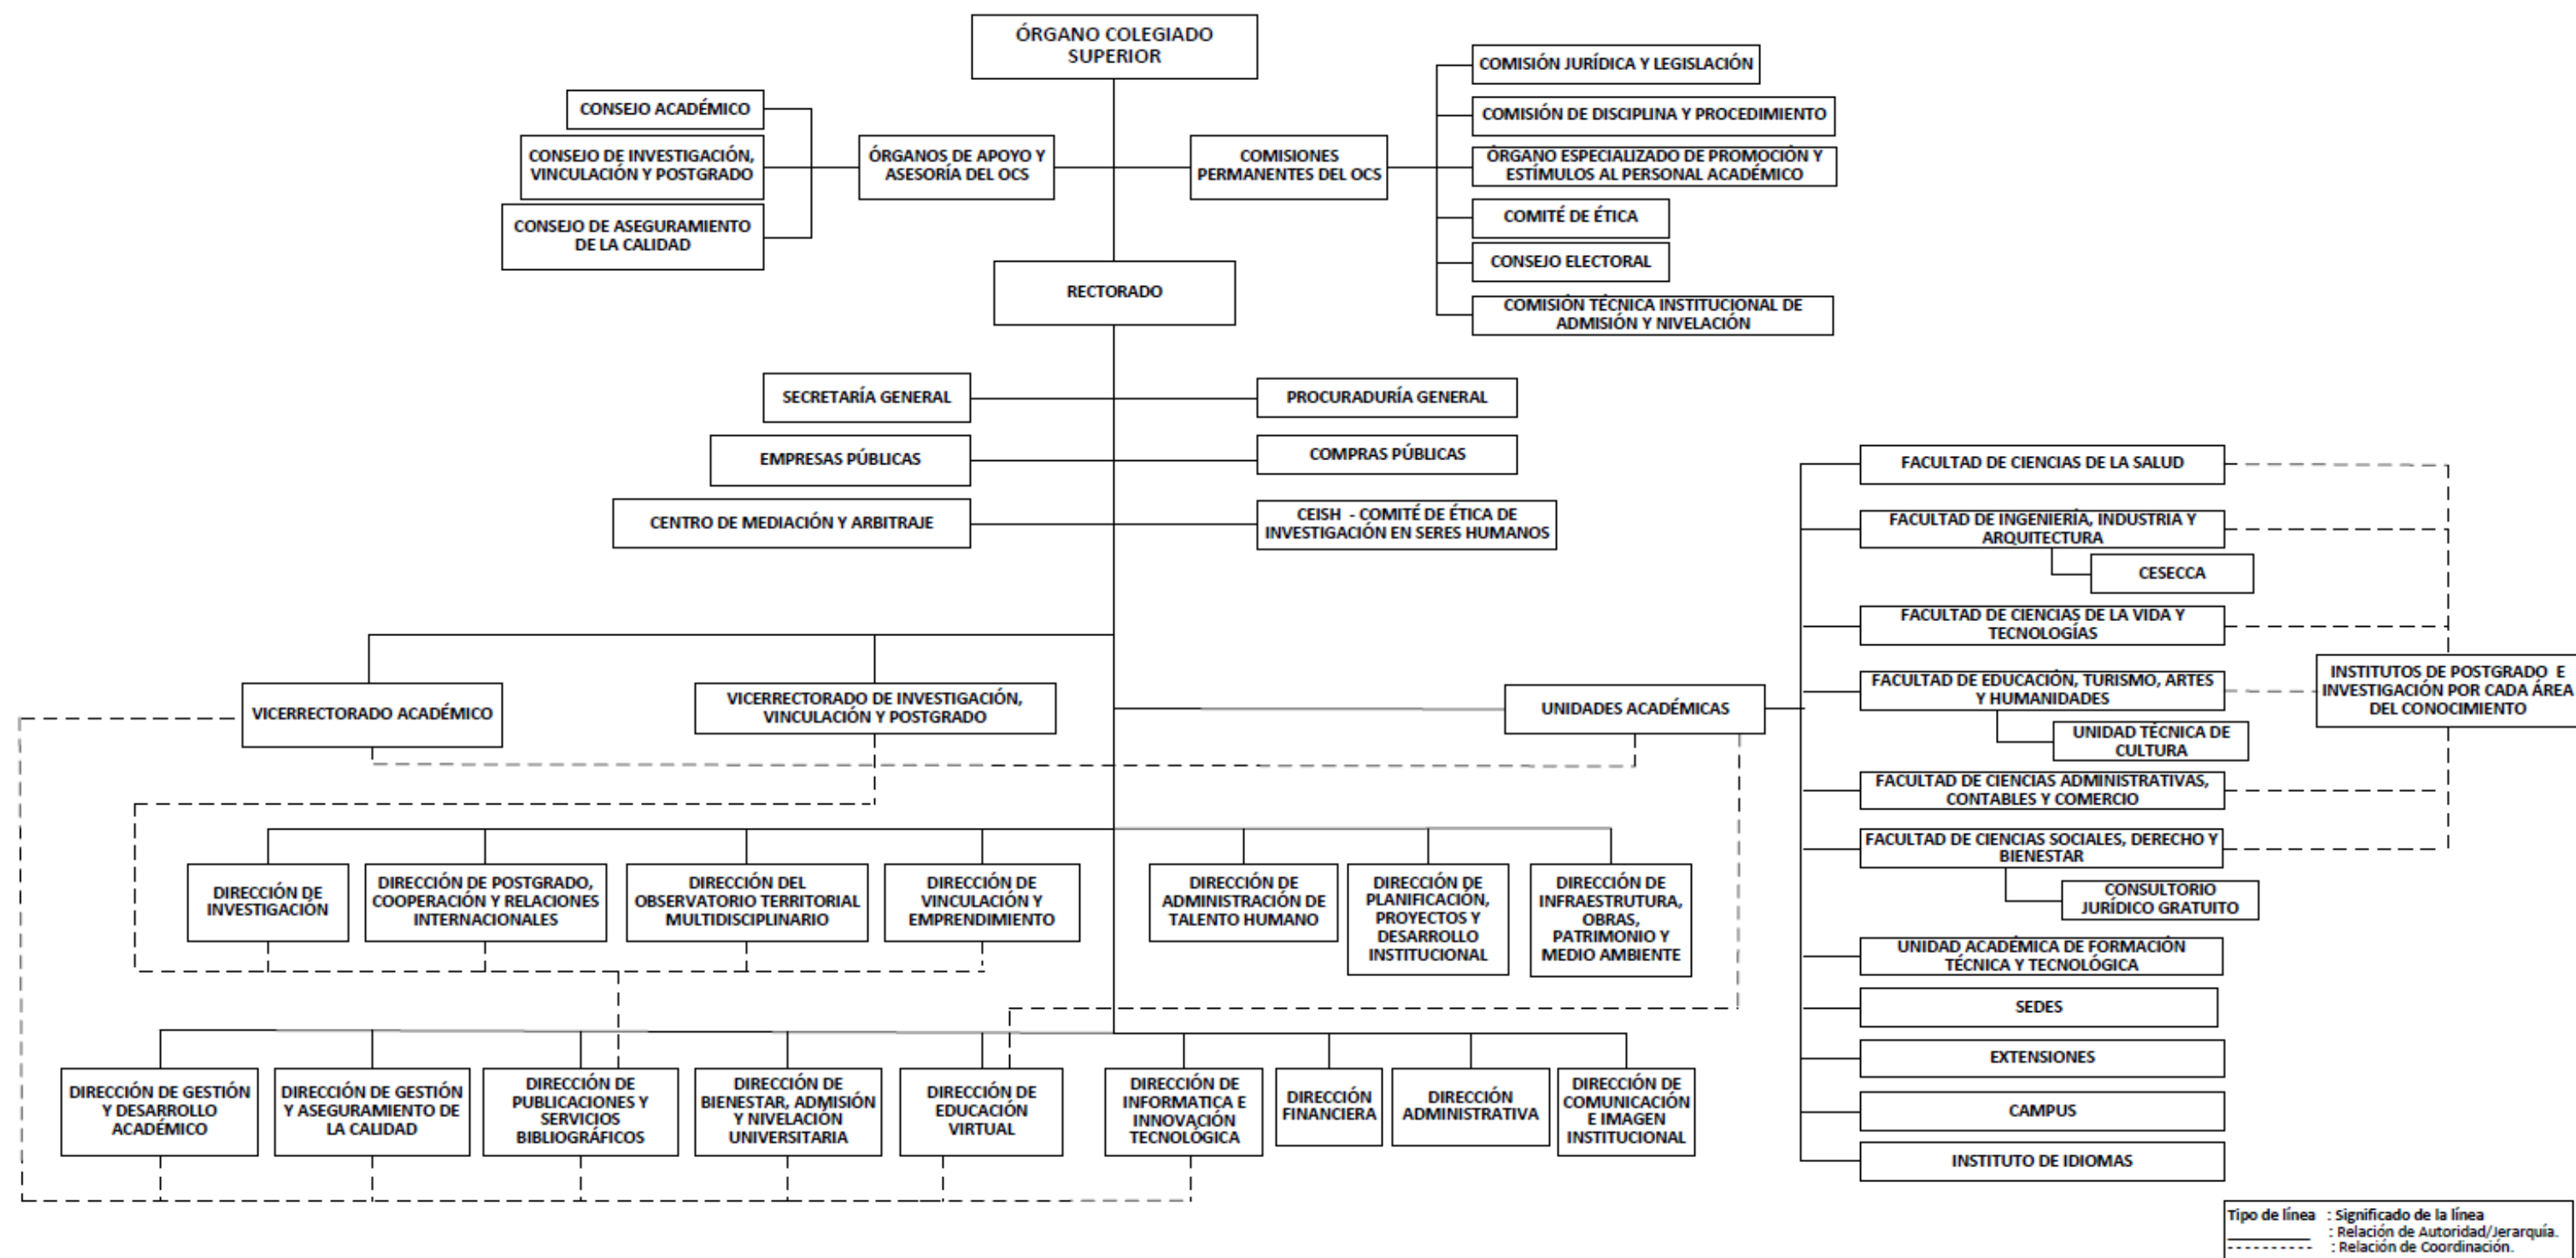 ÓRGANO COLEGIADO
SUPERIOR
CONSEJO ACADÉMICO
CONSEJO DE INVESTIGACIÓN,
VINCULACIÓN Y POSTGRADO
CONSEJO DE ASEGURAMIENTO
DE LA CALIDAD
ÓRGANOS DE APOYO Y
ASESORÍA DEL OCS
COMISIONES
PERMANENTES DEL OCS
COMISIÓN JURÍDICA Y LEGISLACIÓN
COMISIÓN DE DISCIPLINA Y PROCEDIMIENTO
ÓRGANO ESPECIALIZADO DE PROMOCIÓN Y
ESTÍMULOS AL PERSONAL ACADÉMICO
COMITÉ DE ÉTICA
CONSEJO ELECTORAL
COMISIÓN TÉCNICA INSTITUCIONAL DE
ADMISIÓN Y NIVELACIÓN
RECTORADO
SECRETARÍA GENERAL
PROCURADURÍA GENERAL
EMPRESAS PÚBLICAS
COMPRAS PÚBLICAS
CENTRO DE MEDIACIÓN Y ARBITRAJE
CEISH - COMITÉ DE ÉTICA DE
INVESTIGACIÓN EN SERES HUMANOS
VICERRECTORADO ACADÉMICO
VICERRECTORADO DE INVESTIGACIÓN,
VINCULACIÓN Y POSTGRADO
UNIDADES ACADÉMICAS
FACULTAD DE CIENCIAS DE LA SALUD
FACULTAD DE INGENIERÍA, INDUSTRIA Y
ARQUITECTURA
CESECCA
FACULTAD DE CIENCIAS DE LA VIDA Y
TECNOLOGÍAS
FACULTAD DE EDUCACIÓN, TURISMO, ARTES
Y HUMANIDADES
UNIDAD TÉCNICA DE
CULTURA
FACULTAD DE CIENCIAS ADMINISTRATIVAS,
CONTABLES Y COMERCIO
FACULTAD DE CIENCIAS SOCIALES, DERECHO Y
BIENESTAR
CONSULTORIO
JURÍDICO GRATUITO
UNIDAD ACADÉMICA DE FORMACIÓN
TÉCNICA Y TECNOLÓGICA
SEDES
EXTENSIONES
CAMPUS
INSTITUTO DE IDIOMAS
INSTITUTOS DE POSTGRADO E
INVESTIGACIÓN POR CADA ÁREA
DEL CONOCIMIENTO
DIRECCIÓN DE
INVESTIGACIÓN
DIRECCIÓN DE POSTGRADO,
COOPERACIÓN Y RELACIONES
INTERNACIONALES
DIRECCIÓN DEL
OBSERVATORIO TERRITORIAL
MULTIDISCIPLINARIO
DIRECCIÓN DE
VINCULACIÓN Y
EMPRENDIMIENTO
DIRECCIÓN DE
ADMINISTRACIÓN DE
TALENTO HUMANO
DIRECCIÓN DE
PLANIFICACIÓN,
PROYECTOS Y
DESARROLLO
INSTITUCIONAL
DIRECCIÓN DE
INFRAESTRUTURA,
OBRAS,
PATRIMONIO Y
MEDIO AMBIENTE
DIRECCIÓN DE GESTIÓN
Y DESARROLLO
ACADÉMICO
DIRECCIÓN DE GESTIÓN
Y ASEGURAMIENTO DE
LA CALIDAD
DIRECCIÓN DE
PUBLICACIONES Y
SERVICIOS
BIBLIOGRÁFICOS
DIRECCIÓN DE
BIENESTAR, ADMISIÓN
Y NIVELACIÓN
UNIVERSITARIA
DIRECCIÓN DE
EDUCACIÓN
VIRTUAL
DIRECCIÓN DE
INFORMATICA E
INNOVACIÓN
TECNOLÓGICA
DIRECCIÓN
FINANCIERA
DIRECCIÓN
ADMINISTRATIVA
DIRECCIÓN DE
COMUNICACIÓN
E IMAGEN
INSTITUCIONAL
Tipo de línea : Significado de la línea
: Relación de Autoridad/Jerarquía.
: Relación de Coordinación.